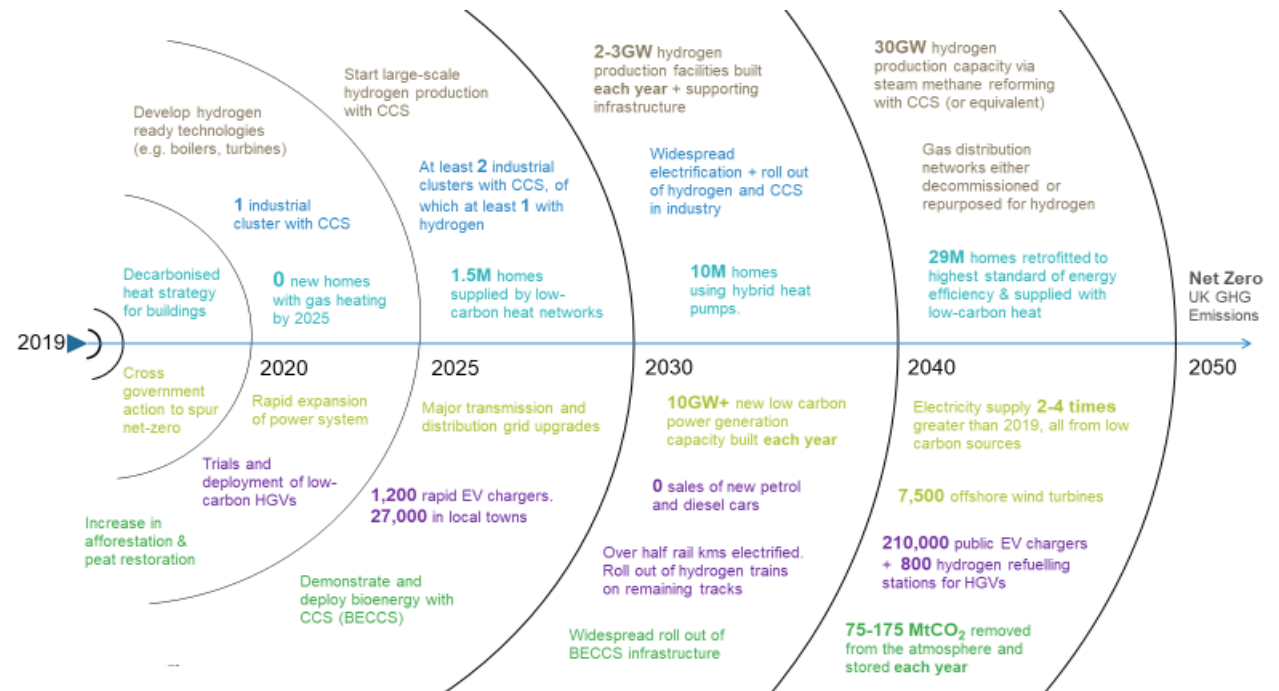 Develop hydrogen
ready technologies
(e.g. boilers, turbines)
Start large-scale
hydrogen production
with CCS
2-3GW hydrogen
production facilities built
each year + supporting
infrastructure
30GW hydrogen
production capacity via
steam methane reforming
with CCS (or equivalent)
1 industrial
cluster with CCS
At least 2 industrial
clusters with CCS, of
which at least 1 with
hydrogen
Widespread
electrification + roll out
of hydrogen and CCS
in industry
Gas distribution
networks either
decommissioned or
repurposed for hydrogen
Decarbonised
heat strategy
for buildings
0 new homes
with gas heating
by 2025
1.5M homes
supplied by low-
carbon heat networks
10M homes
using hybrid heat
pumps.
29M homes retrofitted to
highest standard of energy
efficiency & supplied with
low-carbon heat
Net Zero
UK GHG
Emissions
2019
2020
2025
2030
2040
2050
Cross
government
action to spur
net-zero
Rapid expansion
of power system
Major transmission and
distribution grid upgrades
10GW+ new low carbon
power generation
capacity built each year
Electricity supply 2-4 times
greater than 2019, all from low
carbon sources
Trials and
deployment of low-
carbon HGVs
1,200 rapid EV chargers.
27,000 in local towns
0 sales of new petrol
and diesel cars
7,500 offshore wind turbines
Over half rail kms electrified.
Roll out of hydrogen trains
on remaining tracks
210,000 public EV chargers
+ 800 hydrogen refuelling
stations for HGVs
Increase in
afforestation &
peat restoration
Demonstrate and
deploy bioenergy with
CCS (BECCS)
Widespread roll out of
BECCS infrastructure
75-175 MtCO₂ removed
from the atmosphere and
stored each year